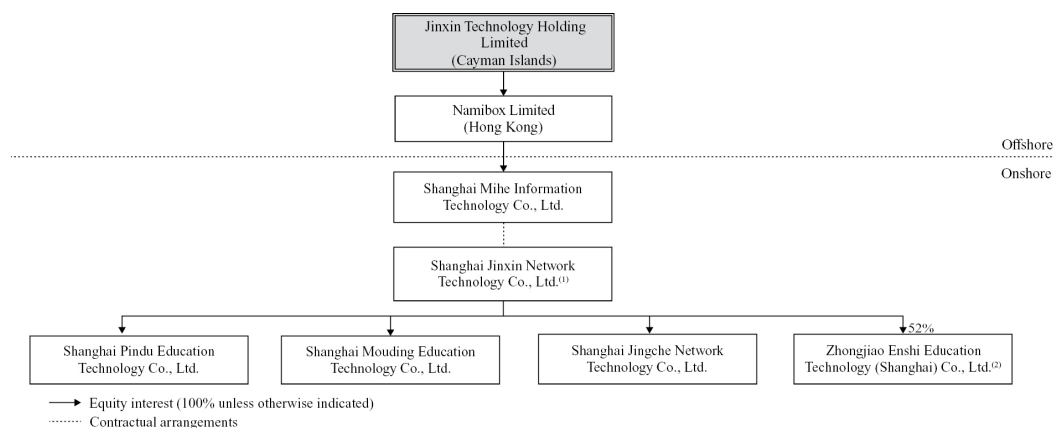 Jinxin Technology Holding
Limited
(Cayman Islands)
Namibox Limited
(Hong Kong)
Offshore
Onshore
Shanghai Mihe Information
Technology Co., Ltd.
Shanghai Jinxin Network
Technology Co., Ltd.(1)
52%
Shanghai Pindu Education
Technology Co., Ltd.
Shanghai Mouding Education
Technology Co., Ltd.
Shanghai Jingche Network
Technology Co., Ltd.
Zhongjiao Enshi Education
Technology (Shanghai) Co., Ltd.(2)
Equity interest (100% unless otherwise indicated)
Contractual arrangements